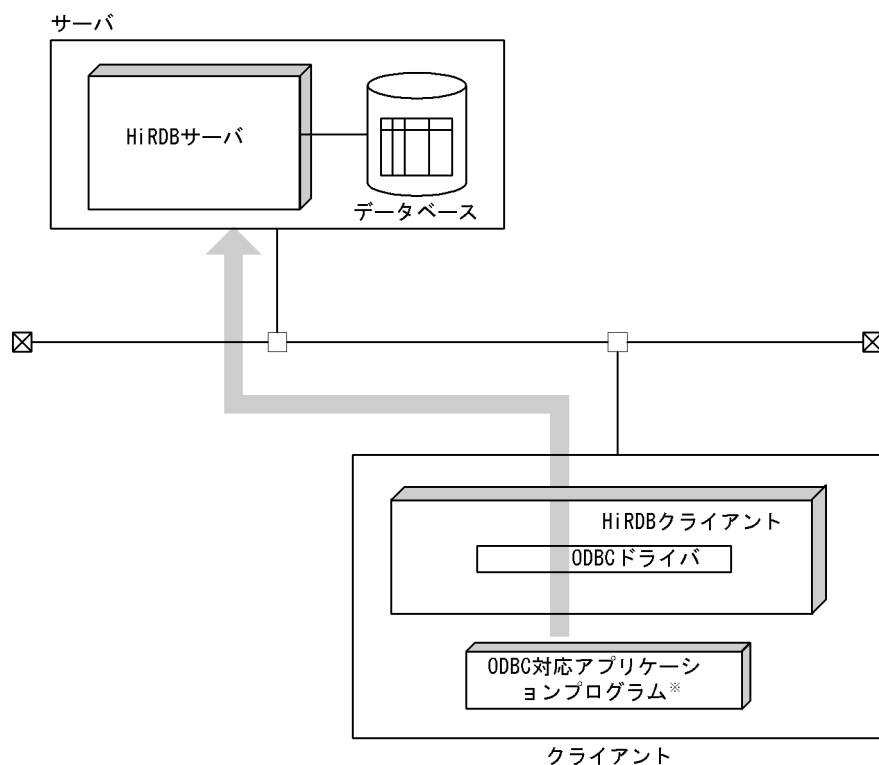 サーバ
HiRDBサーバ
データベース
HiRDBクライアント
ODBCドライバ
ODBC対応アプリケーシ
ョンプログラム※
クライアント